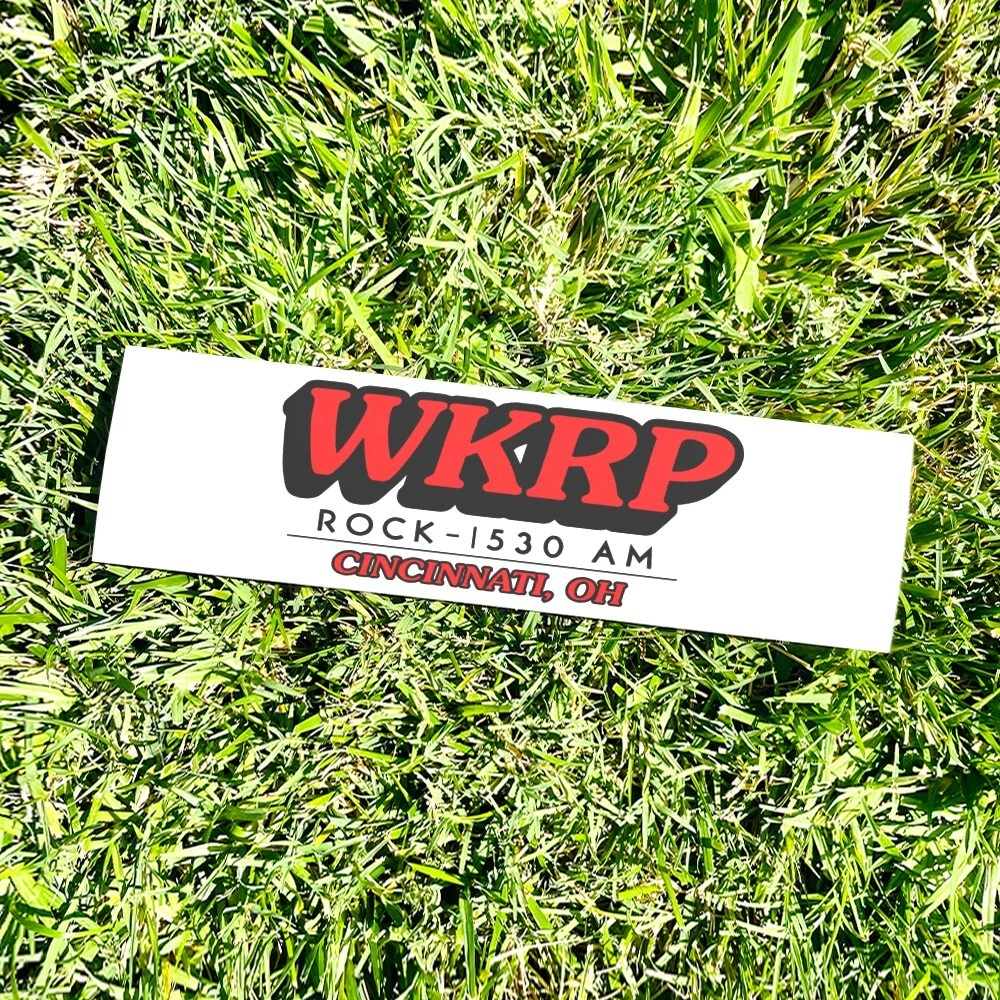 WKRP
ROCK-1530 AM
CINCINNATI, OH